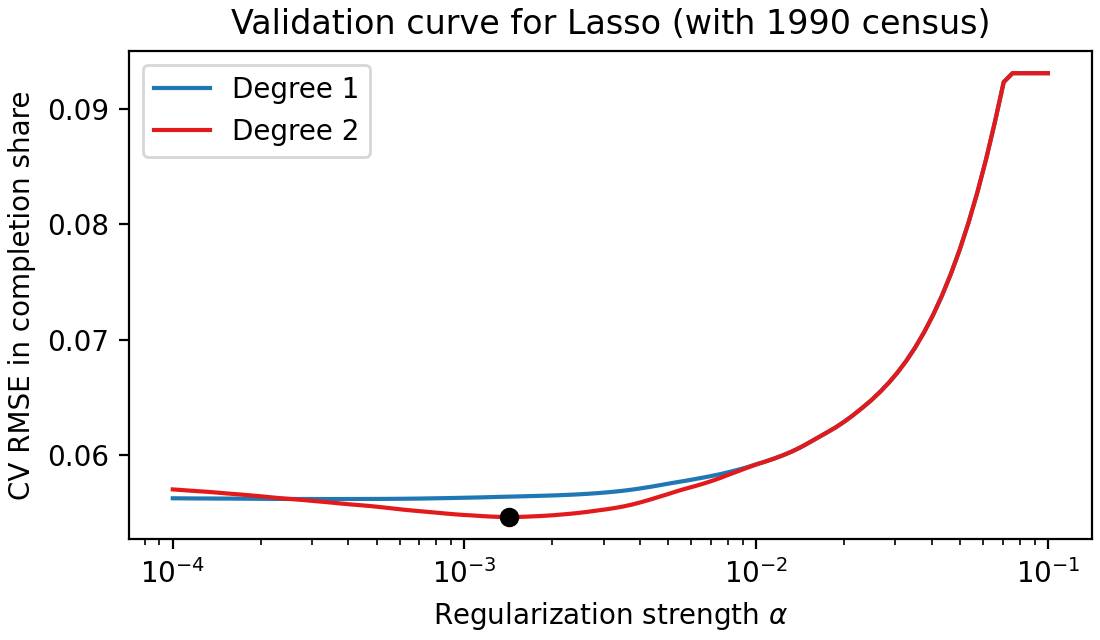 Validation curve for Lasso (with 1990 census)
Degree 1
Degree 2
CV RMSE in completion share
0.09
0.08
0.07
0.06
10⁻⁴
10⁻³
10⁻²
10⁻¹
Regularization strength α